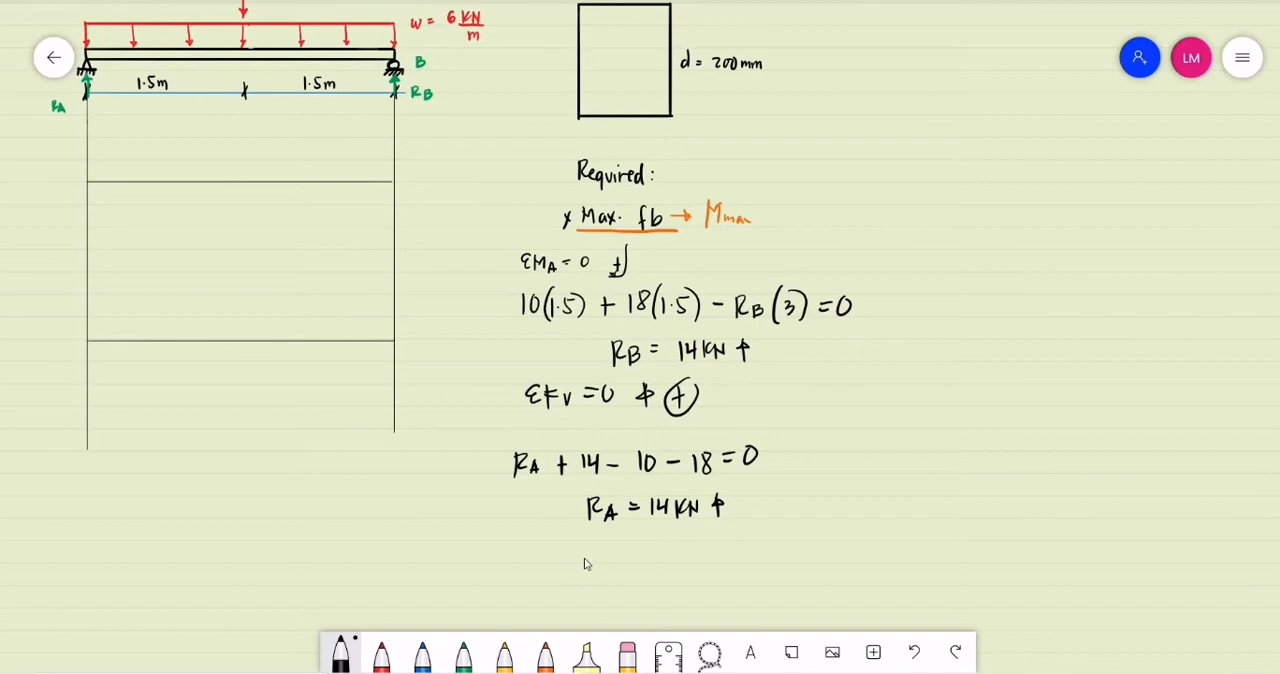 w = 6 KN/m
B
1.5m 1.5m
RA RB
d = 200mm
Required:
x Max. fb → Mmax
ΣMA = 0 +
10(1.5) + 18(1.5) - RB(3) = 0
RB = 14KN ↑
ΣFv = 0 ↑ +
RA + 14 - 10 - 18 = 0
RA = 14KN ↑
LM
A